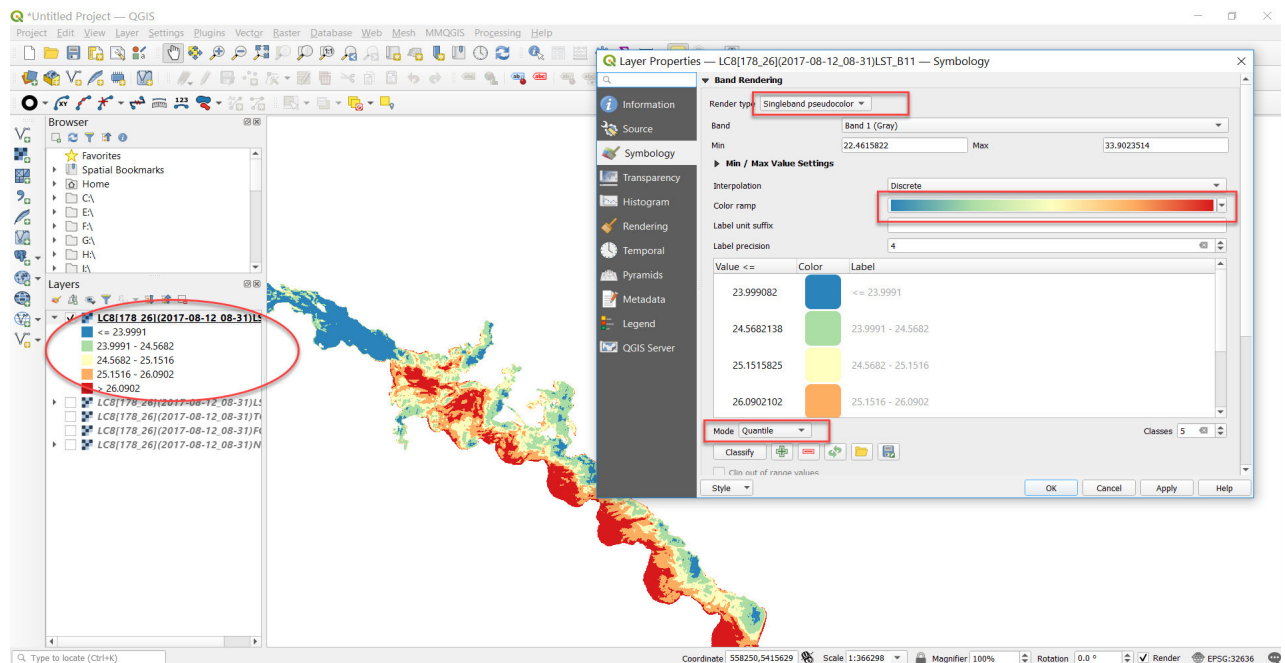 *Untitled Project — QGIS
Project Edit View Layer Settings Plugins Vector Raster Database Web Mesh MMQGIS Processing Help
Browser
Favorites
Spatial Bookmarks
Home
C:\
E:\
F:\
G:\
H:\
I:\
Layers
LC8[178_26](2017-08-12_08-31)LS
<= 23.9991
23.9991 - 24.5682
24.5682 - 25.1516
25.1516 - 26.0902
> 26.0902
LC8[178_26](2017-08-12_08-31)LS
LC8[178_26](2017-08-12_08-31)T
LC8[178_26](2017-08-12_08-31)F
LC8[178_26](2017-08-12_08-31)N
Layer Properties — LC8[178_26](2017-08-12_08-31)LST_B11 — Symbology
Information
Source
Symbology
Transparency
Histogram
Rendering
Temporal
Pyramids
Metadata
Legend
QGIS Server
Band Rendering
Render type Singleband pseudocolor
Band Band 1 (Gray)
Min 22.4615822 Max 33.9023514
Min / Max Value Settings
Interpolation Discrete
Color ramp
Label unit suffix
Label precision 4
Value <= Color Label
23.999082 <= 23.9991
24.5682138 23.9991 - 24.5682
25.1515825 24.5682 - 25.1516
26.0902102 25.1516 - 26.0902
Mode Quantile Classes 5
Classify
Clip out of range values
Style OK Cancel Apply Help
Type to locate (Ctrl+K) Coordinate 558250,5415629 Scale 1:366298 Magnifier 100% Rotation 0.0 ° Render EPSG:32636